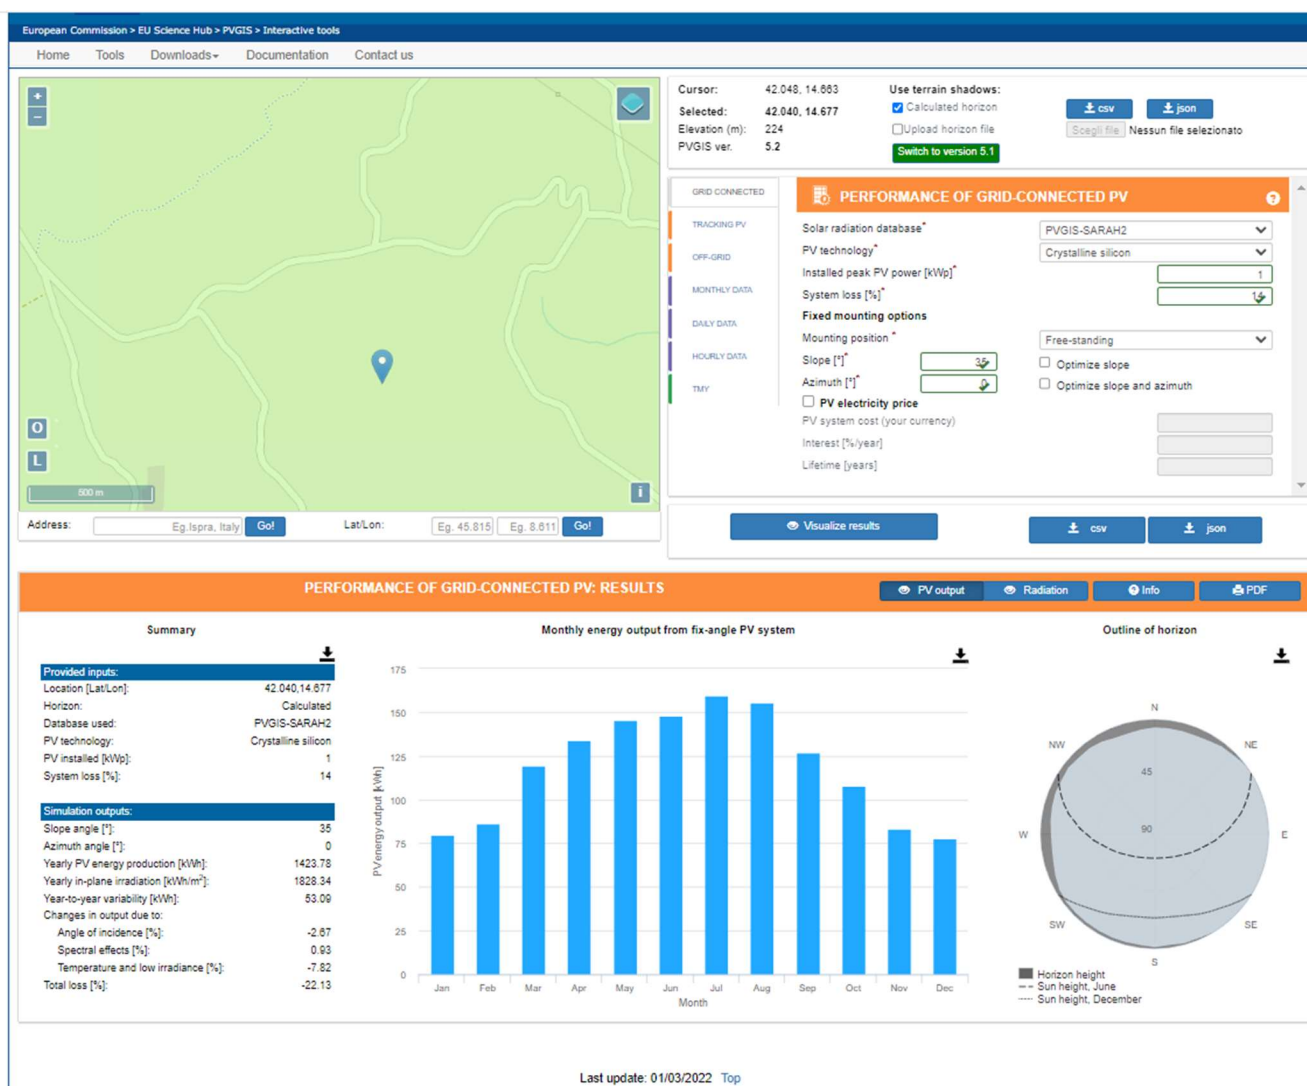 European Commission > EU Science Hub > PVGIS > Interactive tools
Home Tools Downloads Documentation Contact us
+
−
O
L
500 m
i
Address: Eg.Ispra, Italy Go! Lat/Lon: Eg. 45.815 Eg. 8.611 Go!
Cursor: 42.048, 14.663
Selected: 42.040, 14.677
Elevation (m): 224
PVGIS ver. 5.2
Use terrain shadows:
Calculated horizon
Upload horizon file
Switch to version 5.1
csv json
Scegli file Nessun file selezionato
GRID CONNECTED
TRACKING PV
OFF-GRID
MONTHLY DATA
DAILY DATA
HOURLY DATA
TMY
PERFORMANCE OF GRID-CONNECTED PV ?
Solar radiation database* PVGIS-SARAH2
PV technology* Crystalline silicon
Installed peak PV power [kWp]* 1
System loss [%]* 14
Fixed mounting options
Mounting position * Free-standing
Slope [°]* 35 Optimize slope
Azimuth [°]* 0 Optimize slope and azimuth
PV electricity price
PV system cost (your currency)
Interest [%/year]
Lifetime [years]
Visualize results csv json
PERFORMANCE OF GRID-CONNECTED PV: RESULTS PV output Radiation Info PDF
Summary
Provided inputs:
Location [Lat/Lon]: 42.040,14.677
Horizon: Calculated
Database used: PVGIS-SARAH2
PV technology: Crystalline silicon
PV installed [kWp]: 1
System loss [%]: 14
Simulation outputs:
Slope angle [°]: 35
Azimuth angle [°]: 0
Yearly PV energy production [kWh]: 1423.78
Yearly in-plane irradiation [kWh/m²]: 1828.34
Year-to-year variability [kWh]: 53.09
Changes in output due to:
Angle of incidence [%]: -2.67
Spectral effects [%]: 0.93
Temperature and low irradiance [%]: -7.82
Total loss [%]: -22.13
Monthly energy output from fix-angle PV system
PV energy output [kWh]
175
150
125
100
75
50
25
0
Jan Feb Mar Apr May Jun Jul Aug Sep Oct Nov Dec
Month
Outline of horizon
N
NW NE
45
W 90 E
SW SE
S
Horizon height
Sun height, June
Sun height, December
Last update: 01/03/2022 Top